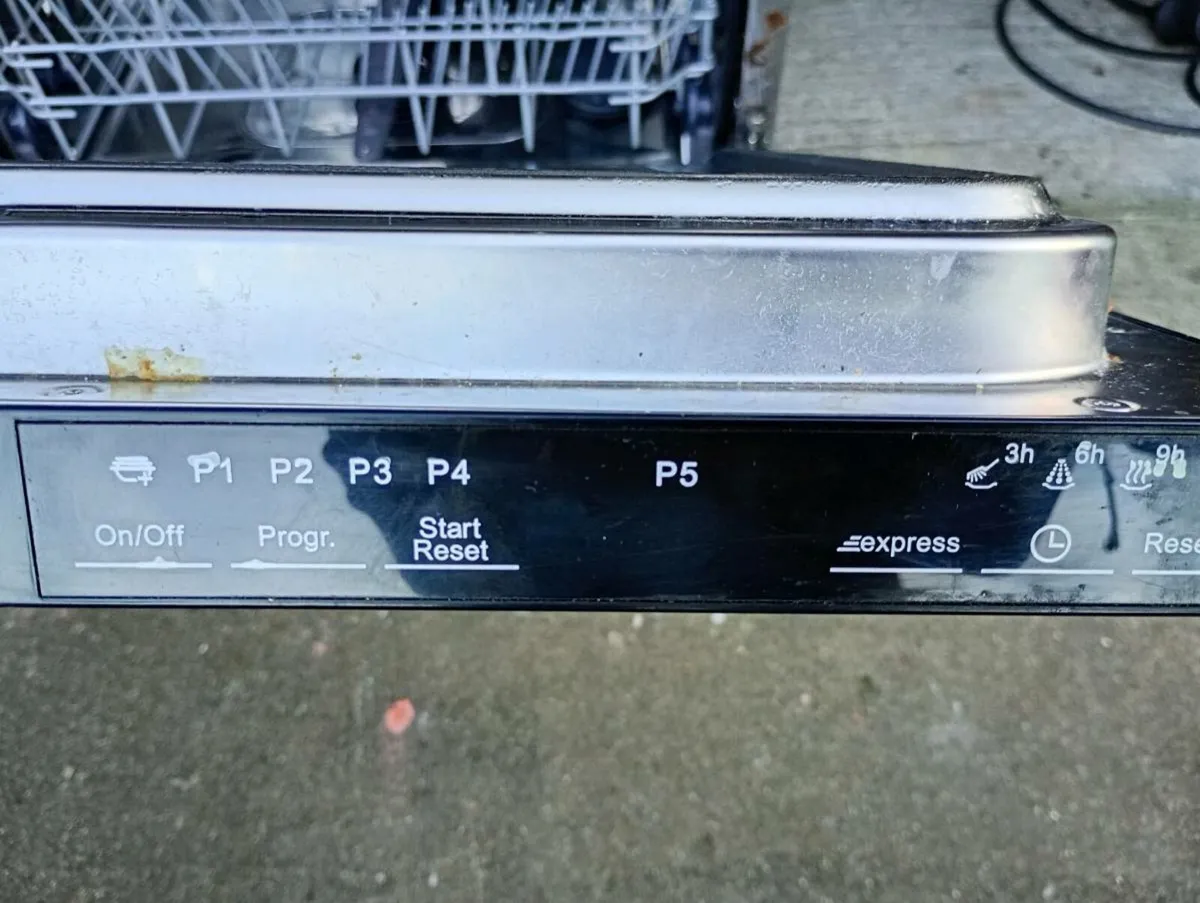 P1 P2 P3 P4 P5 3h 6h 9h
On/Off Progr. Start Reset express